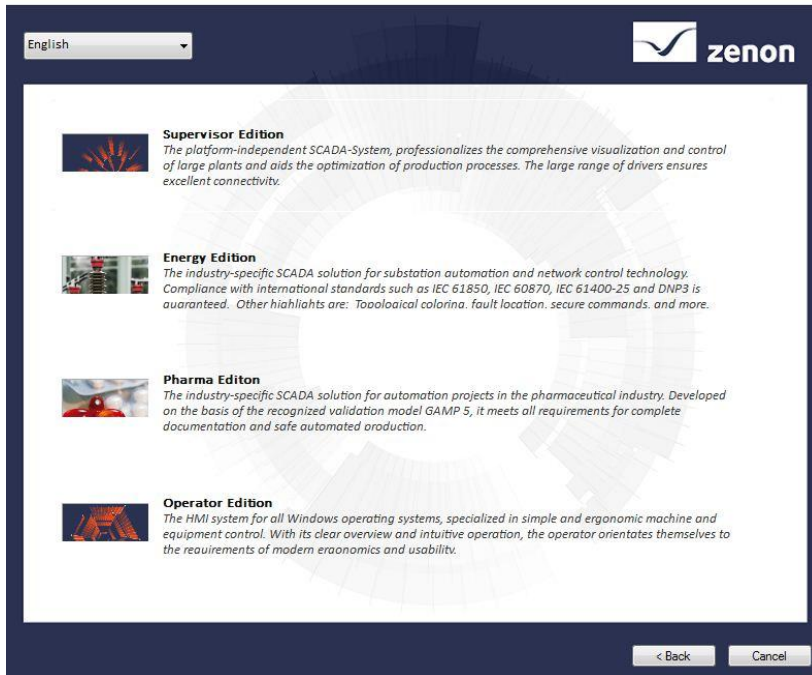 English
zenon
Supervisor Edition
The platform-independent SCADA-System, professionalizes the comprehensive visualization and control
of large plants and aids the optimization of production processes. The large range of drivers ensures
excellent connectivity.
Energy Edition
The industry-specific SCADA solution for substation automation and network control technology.
Compliance with international standards such as IEC 61850, IEC 60870, IEC 61400-25 and DNP3 is
guaranteed.  Other highlights are:  Topological coloring, fault location, secure commands, and more.
Pharma Editon
The industry-specific SCADA solution for automation projects in the pharmaceutical industry. Developed
on the basis of the recognized validation model GAMP 5, it meets all requirements for complete
documentation and safe automated production.
Operator Edition
The HMI system for all Windows operating systems, specialized in simple and ergonomic machine and
equipment control. With its clear overview and intuitive operation, the operator orientates themselves to
the requirements of modern ergonomics and usability.
< Back
Cancel